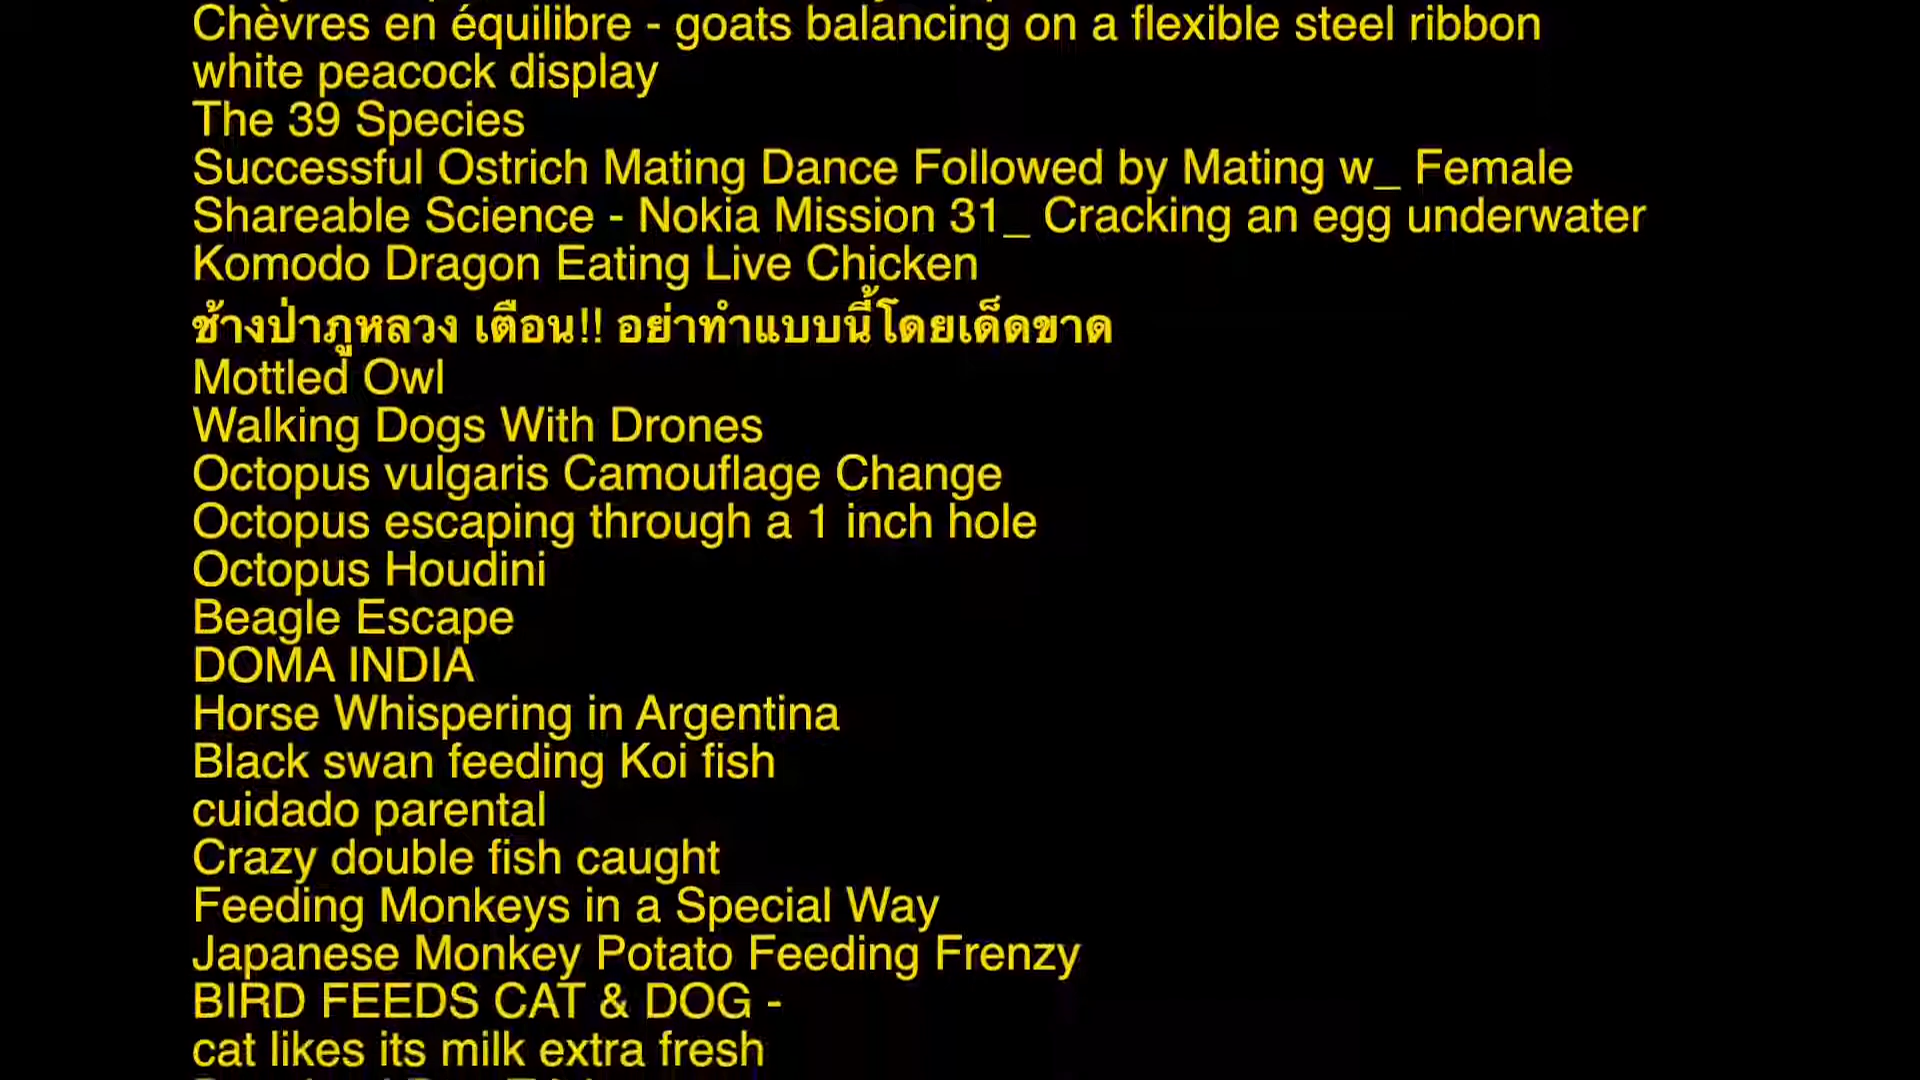 Chèvres en équilibre - goats balancing on a flexible steel ribbon
white peacock display
The 39 Species
Successful Ostrich Mating Dance Followed by Mating w_ Female
Shareable Science - Nokia Mission 31_ Cracking an egg underwater
Komodo Dragon Eating Live Chicken
ช้างป่าภูหลวง เตือน!! อย่าทำแบบนี้โดยเด็ดขาด
Mottled Owl
Walking Dogs With Drones
Octopus vulgaris Camouflage Change
Octopus escaping through a 1 inch hole
Octopus Houdini
Beagle Escape
DOMA INDIA
Horse Whispering in Argentina
Black swan feeding Koi fish
cuidado parental
Crazy double fish caught
Feeding Monkeys in a Special Way
Japanese Monkey Potato Feeding Frenzy
BIRD FEEDS CAT & DOG -
cat likes its milk extra fresh